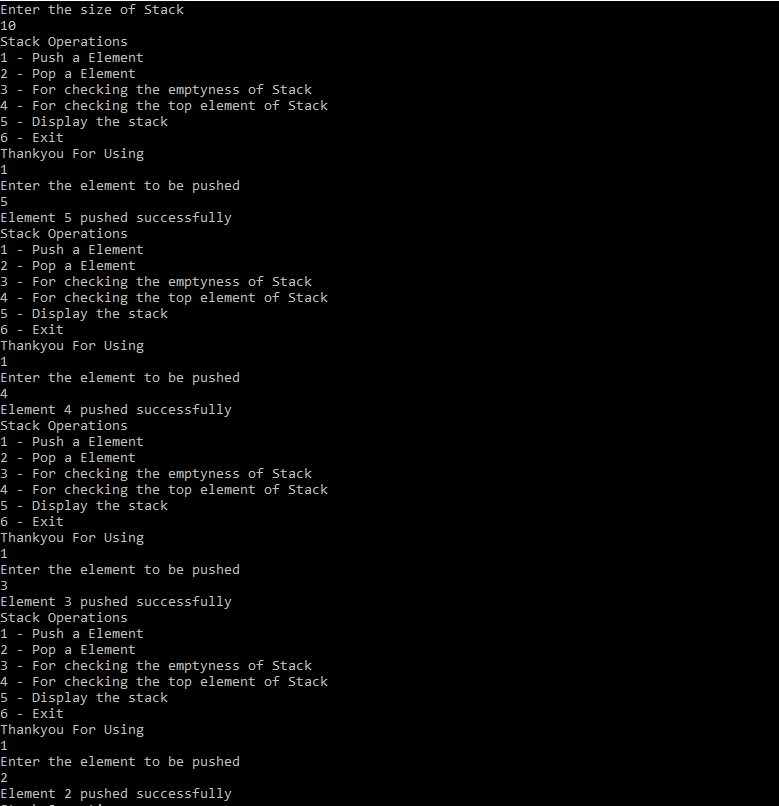 Enter the size of Stack
10
Stack Operations
1 - Push a Element
2 - Pop a Element
3 - For checking the emptyness of Stack
4 - For checking the top element of Stack
5 - Display the stack
6 - Exit
Thankyou For Using
1
Enter the element to be pushed
5
Element 5 pushed successfully
Stack Operations
1 - Push a Element
2 - Pop a Element
3 - For checking the emptyness of Stack
4 - For checking the top element of Stack
5 - Display the stack
6 - Exit
Thankyou For Using
1
Enter the element to be pushed
4
Element 4 pushed successfully
Stack Operations
1 - Push a Element
2 - Pop a Element
3 - For checking the emptyness of Stack
4 - For checking the top element of Stack
5 - Display the stack
6 - Exit
Thankyou For Using
1
Enter the element to be pushed
3
Element 3 pushed successfully
Stack Operations
1 - Push a Element
2 - Pop a Element
3 - For checking the emptyness of Stack
4 - For checking the top element of Stack
5 - Display the stack
6 - Exit
Thankyou For Using
1
Enter the element to be pushed
2
Element 2 pushed successfully